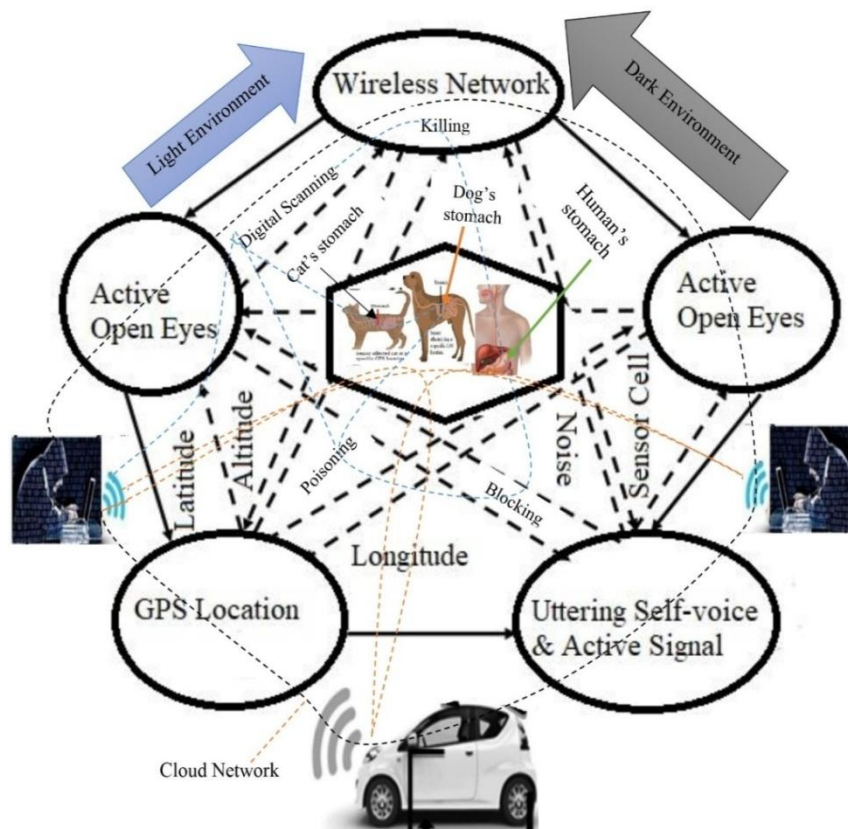 Wireless Network
Killing
Light Environment
Dark Environment
Digital Scanning
Cat's stomach
Dog's
stomach
Human's
stomach
Active
Open Eyes
Active
Open Eyes
Latitude
Altitude
Poisoning
Blocking
Noise
Sensor Cell
Longitude
GPS Location
Uttering Self-voice
& Active Signal
Cloud Network